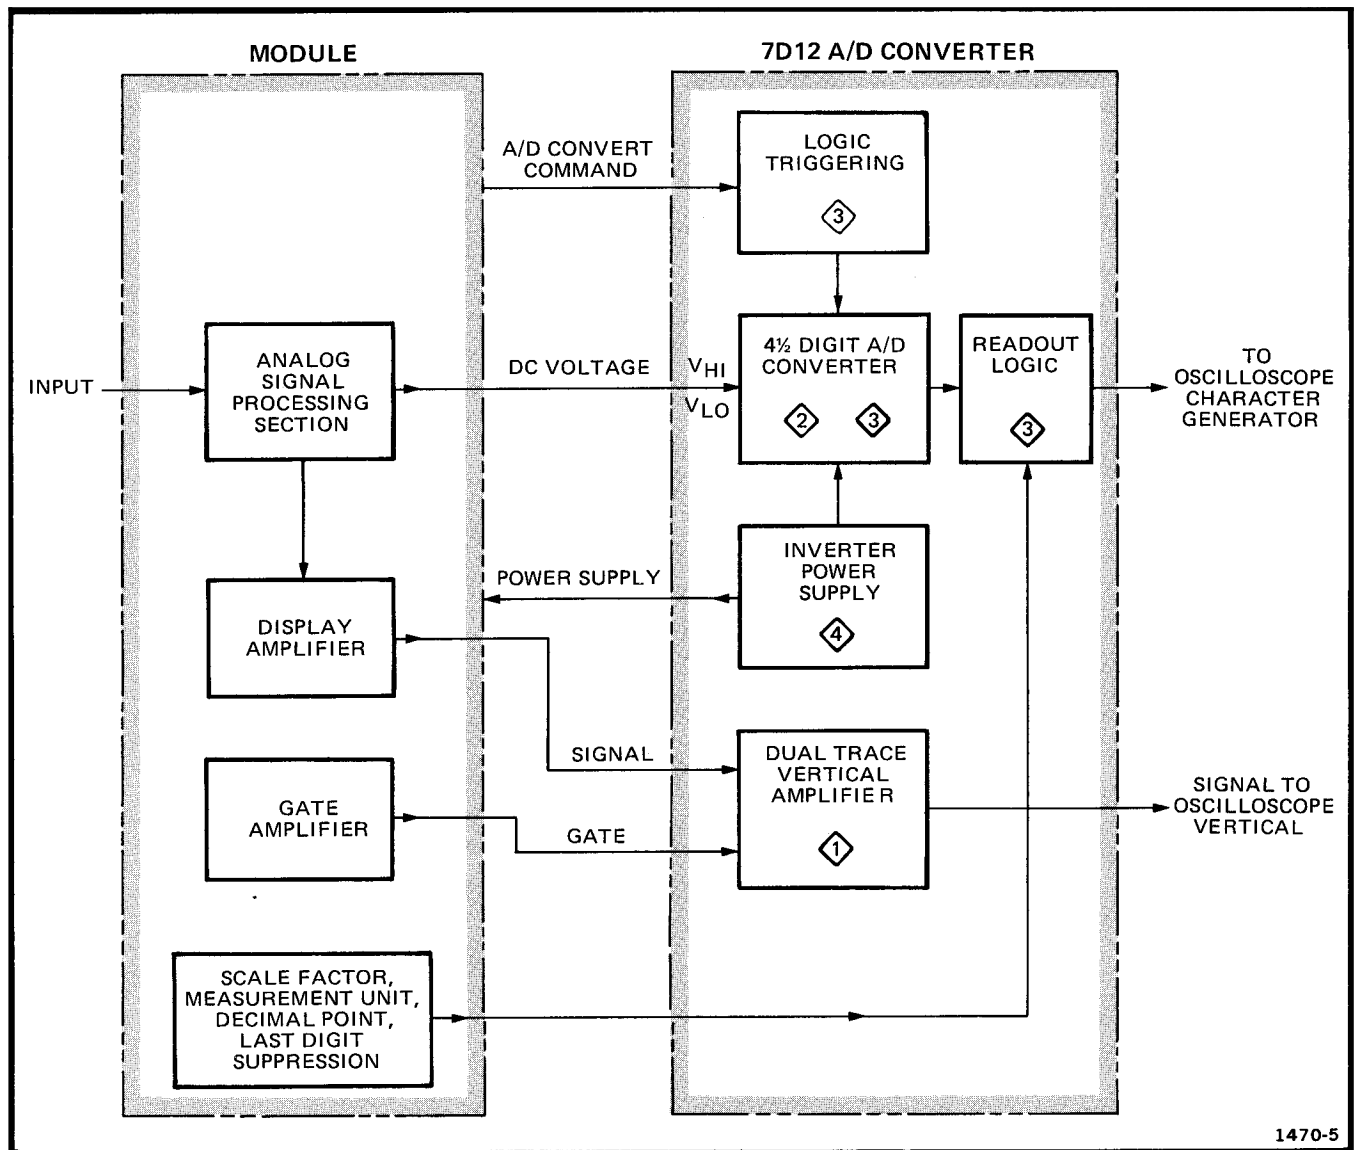 MODULE
7D12 A/D CONVERTER
A/D CONVERT
COMMAND
LOGIC
TRIGGERING
3
INPUT
ANALOG
SIGNAL
PROCESSING
SECTION
DC VOLTAGE
VHI
VLO
4½ DIGIT A/D
CONVERTER
2 3
READOUT
LOGIC
3
TO
OSCILLOSCOPE
CHARACTER
GENERATOR
POWER SUPPLY
INVERTER
POWER
SUPPLY
4
DISPLAY
AMPLIFIER
SIGNAL
DUAL TRACE
VERTICAL
AMPLIFIER
1
SIGNAL TO
OSCILLOSCOPE
VERTICAL
GATE
AMPLIFIER
GATE
SCALE FACTOR,
MEASUREMENT UNIT,
DECIMAL POINT,
LAST DIGIT
SUPPRESSION
1470-5